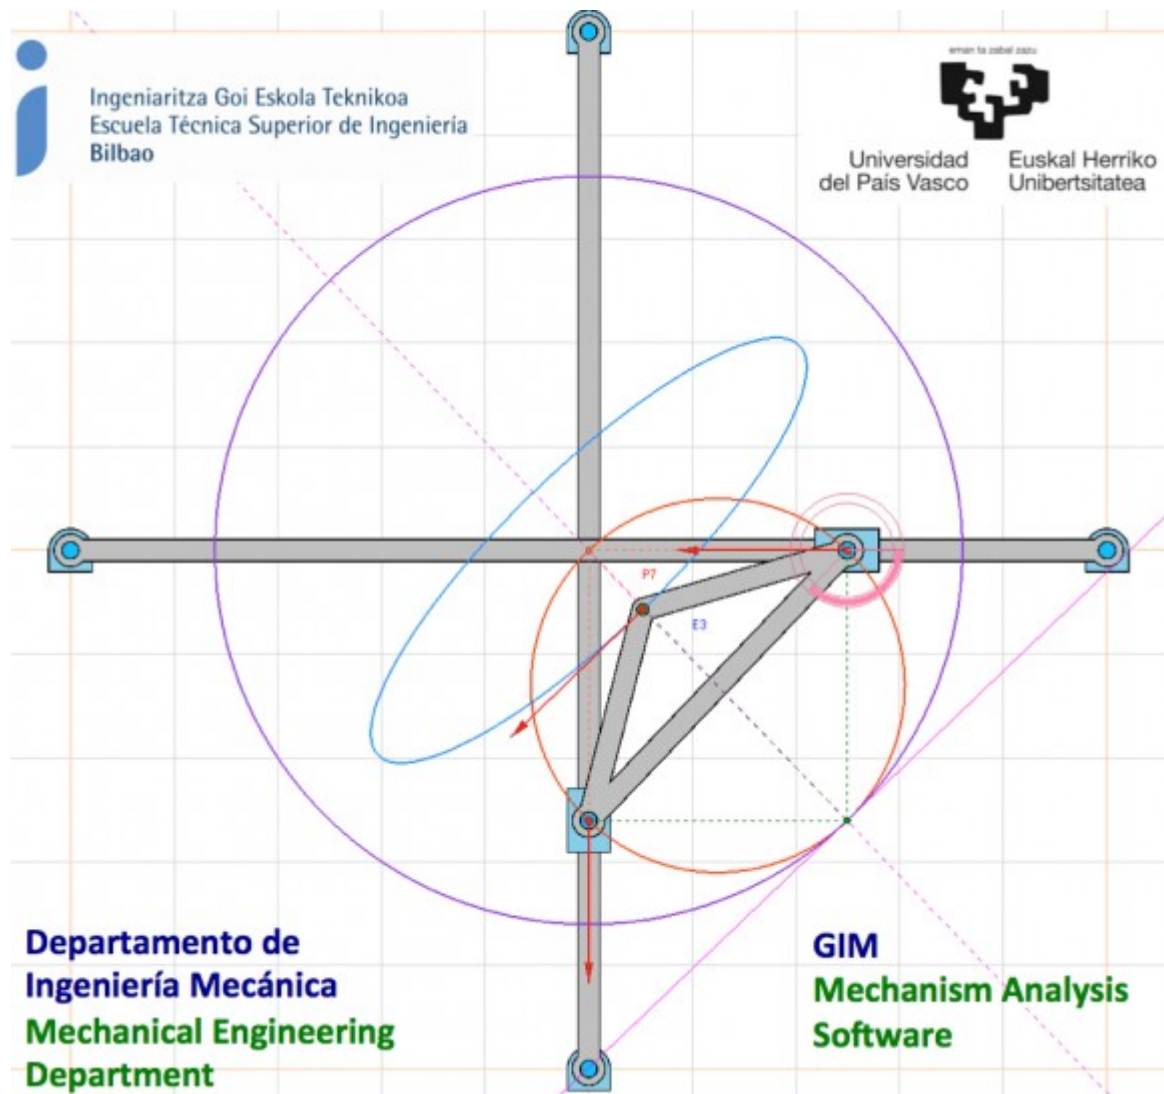 Ingeniaritza Goi Eskola Teknikoa
Escuela Técnica Superior de Ingeniería
Bilbao
eman ta zabal zazu
Universidad
del País Vasco
Euskal Herriko
Unibertsitatea
P7
E3
Departamento de
Ingeniería Mecánica
Mechanical Engineering
Department
GIM
Mechanism Analysis
Software